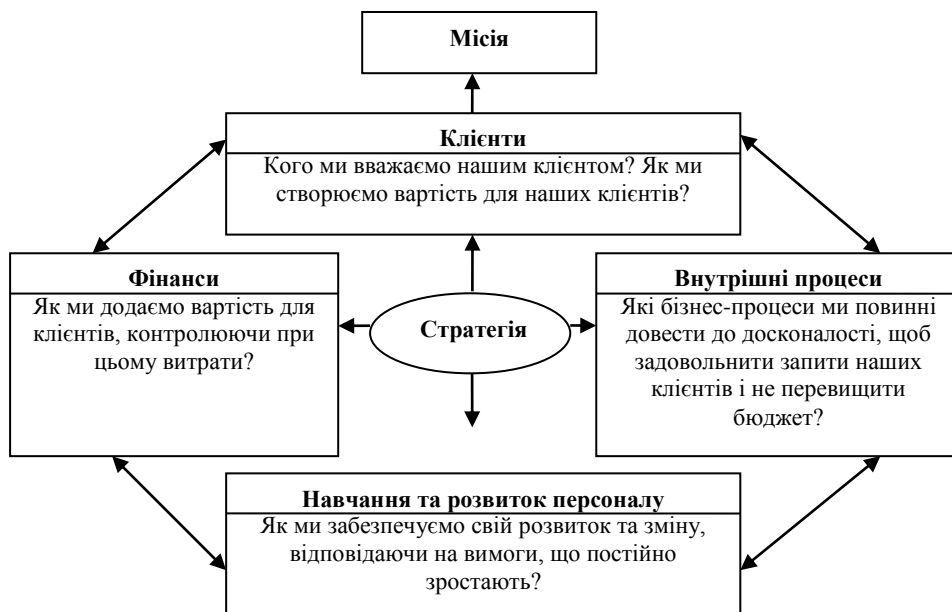 Місія
Клієнти
Кого ми вважаємо нашим клієнтом? Як ми
створюємо вартість для наших клієнтів?
Фінанси
Як ми додаємо вартість для
клієнтів, контролюючи при
цьому витрати?
Стратегія
Внутрішні процеси
Які бізнес-процеси ми повинні
довести до досконалості, щоб
задовольнити запити наших
клієнтів і не перевищити
бюджет?
Навчання та розвиток персоналу
Як ми забезпечуємо свій розвиток та зміну,
відповідаючи на вимоги, що постійно
зростають?